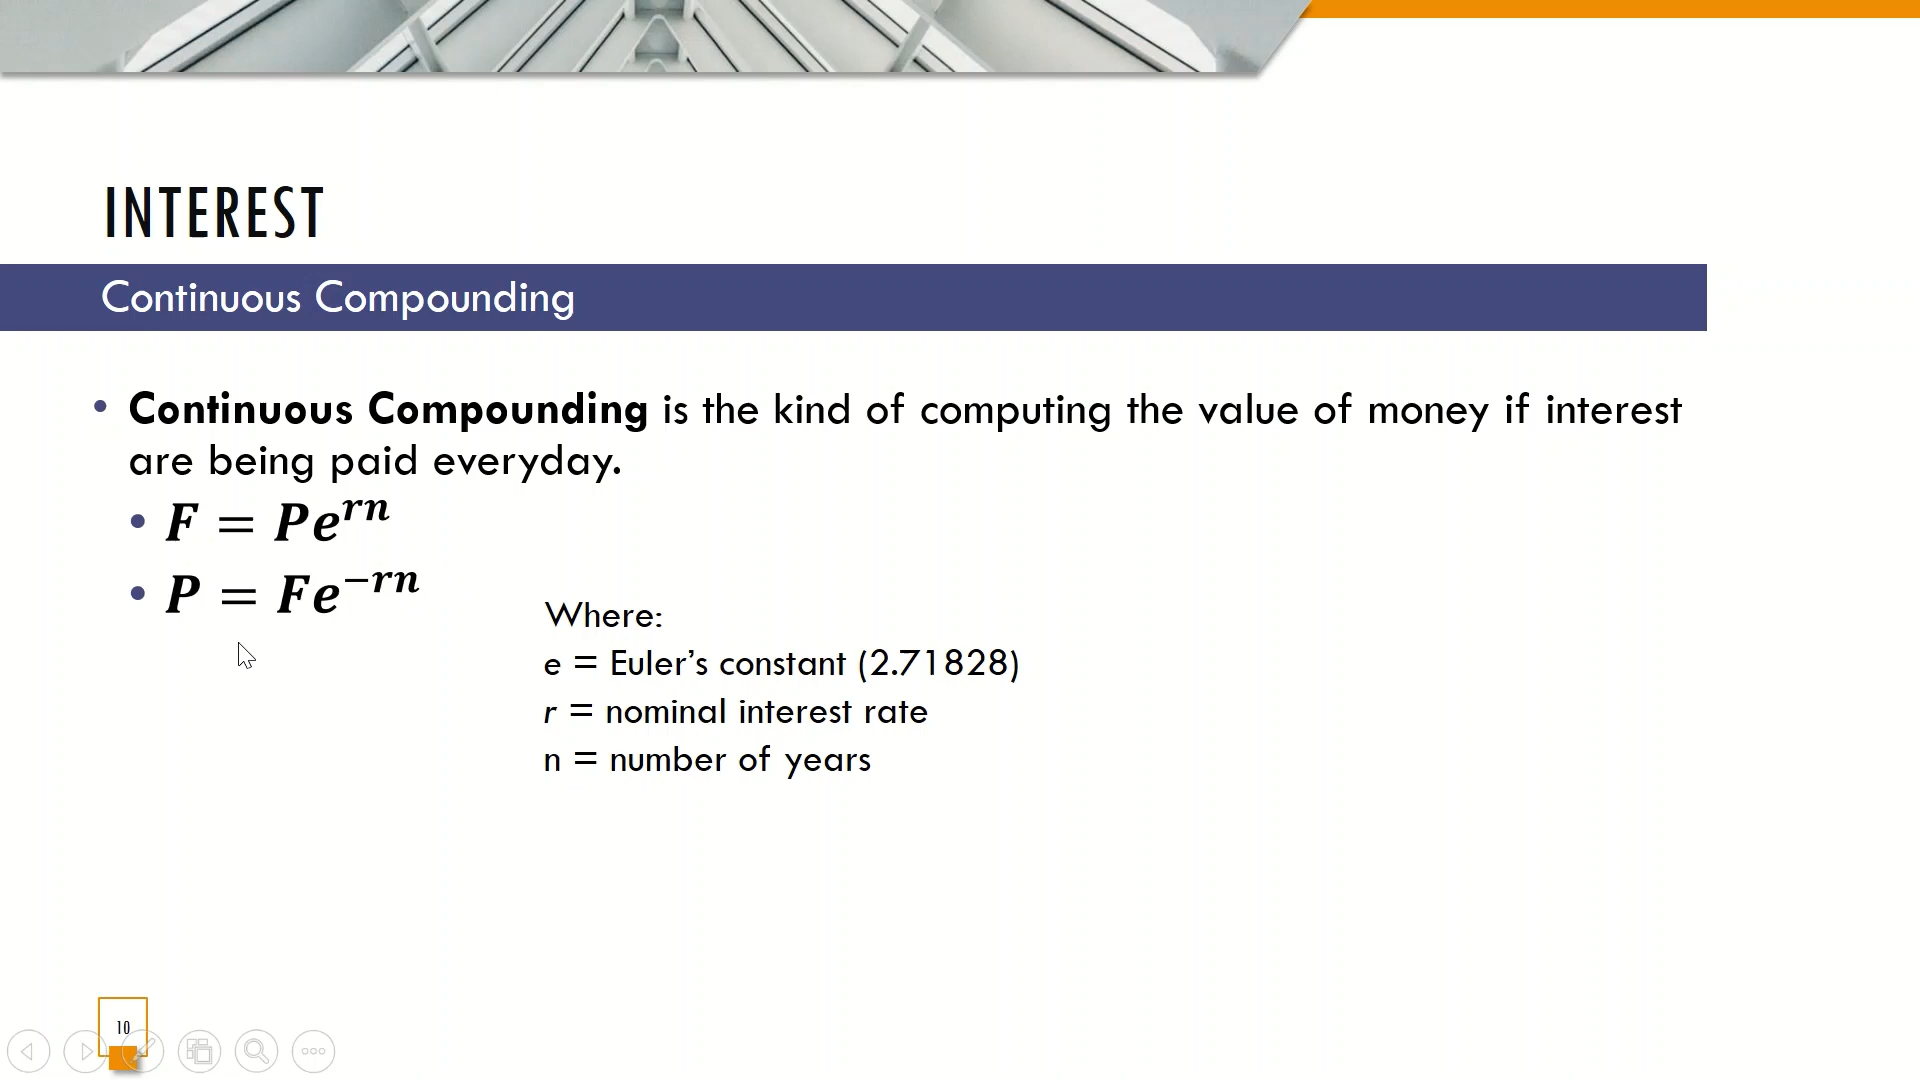 INTEREST
Continuous Compounding
• Continuous Compounding is the kind of computing the value of money if interest
are being paid everyday.
• F = Pe^{rn}
• P = Fe^{−rn}
Where:
e = Euler’s constant (2.71828)
r = nominal interest rate
n = number of years
10